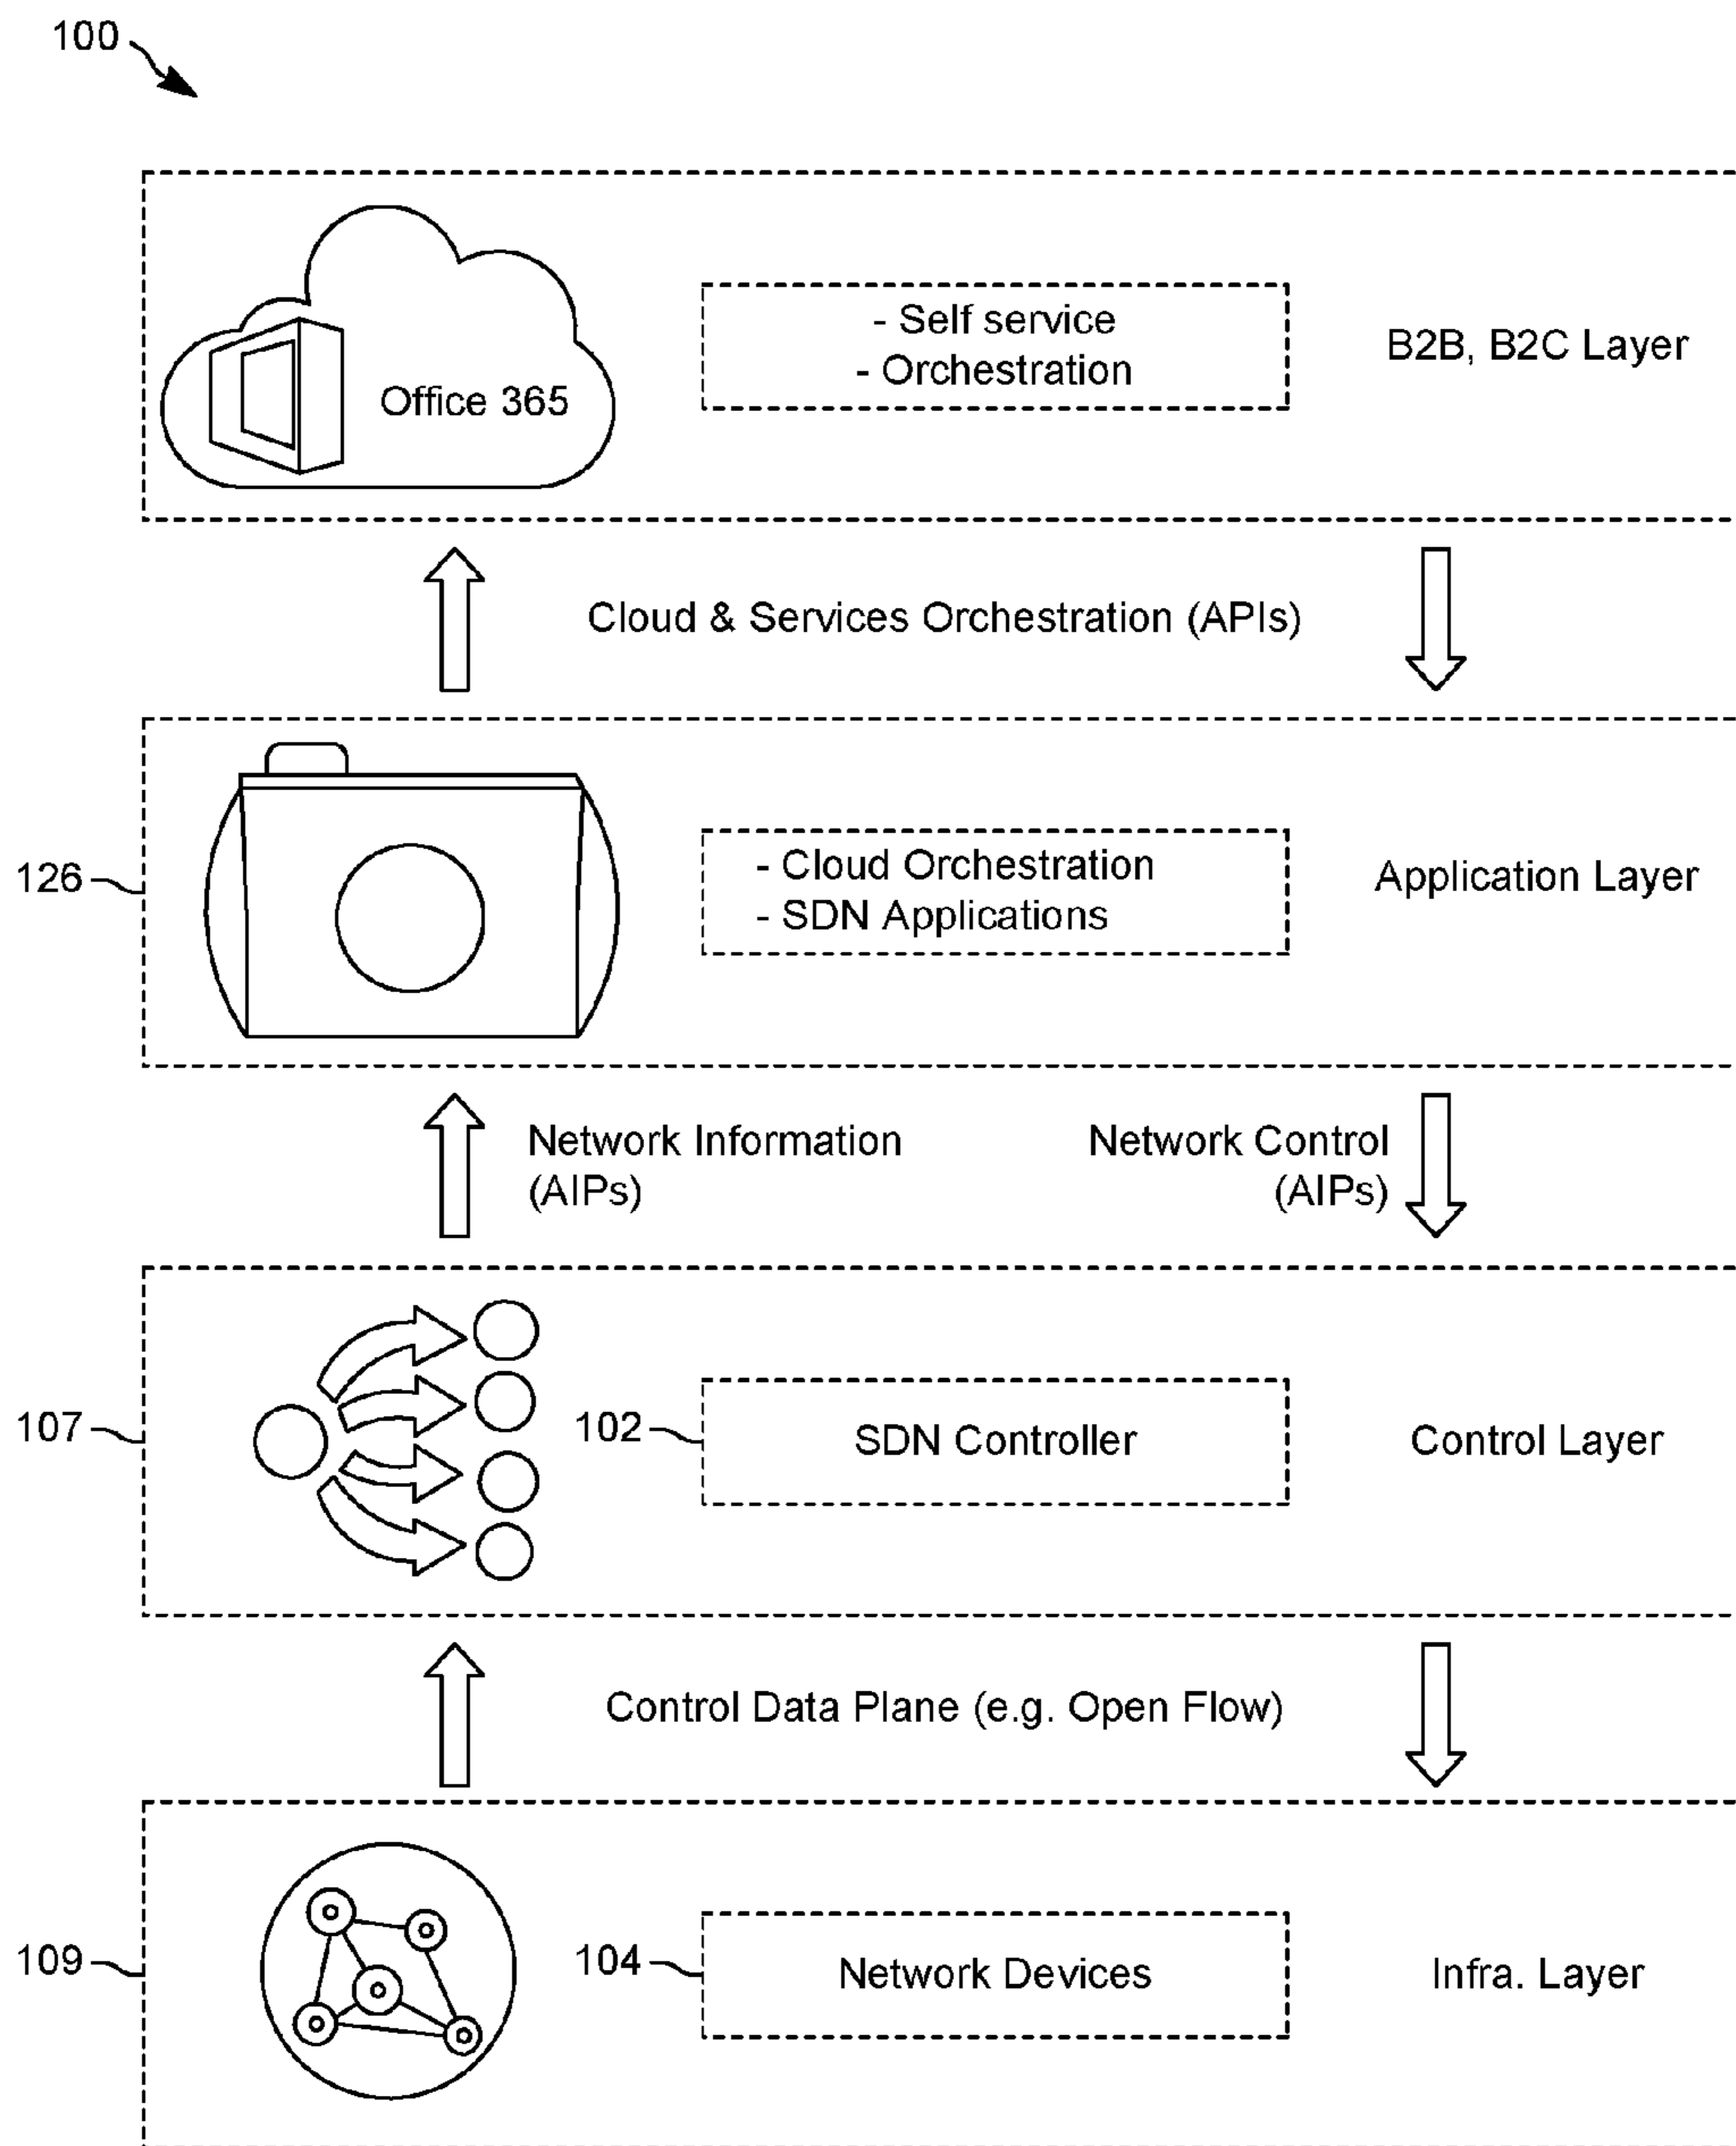 100
- Self service
- Orchestration
B2B, B2C Layer
Office 365
Cloud & Services Orchestration (APIs)
126
- Cloud Orchestration
- SDN Applications
Application Layer
Network Information
(AIPs)
Network Control
(AIPs)
107
102
SDN Controller
Control Layer
Control Data Plane (e.g. Open Flow)
109
104
Network Devices
Infra. Layer